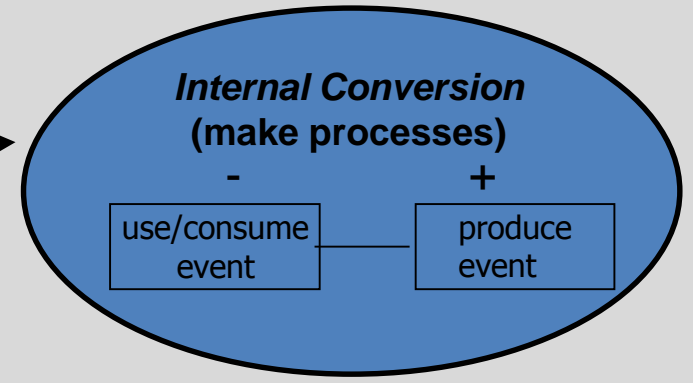 Internal Conversion
(make processes)
- +
use/consume produce
event event